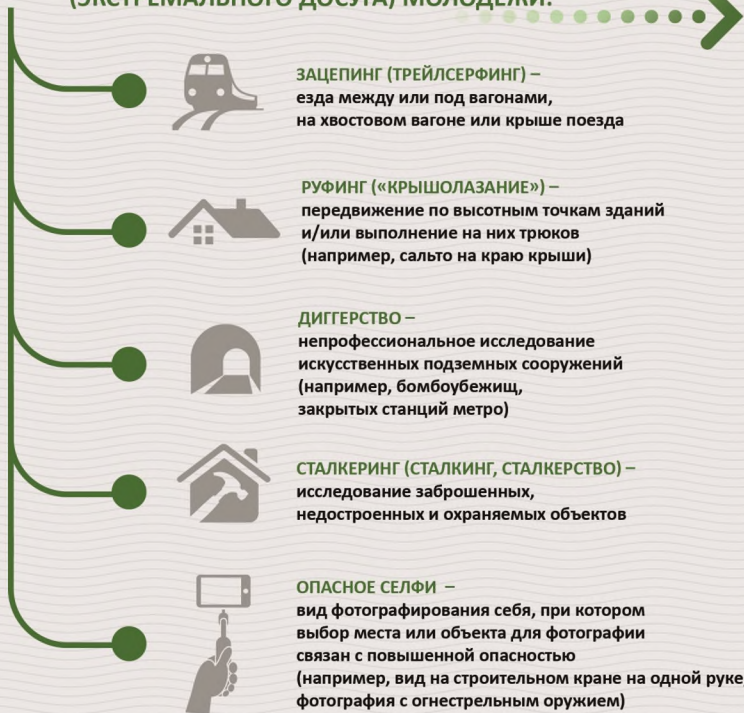 (ЭКСТРЕМАЛЬНОГО ДОСУГА) МОЛОДЕЖИ:
ЗАЦЕПИНГ (ТРЕЙЛСЕРФИНГ) –
езда между или под вагонами,
на хвостовом вагоне или крыше поезда
РУФИНГ («КРЫШОЛАЗАНИЕ») –
передвижение по высотным точкам зданий
и/или выполнение на них трюков
(например, сальто на краю крыши)
ДИГГЕРСТВО –
непрофессиональное исследование
искусственных подземных сооружений
(например, бомбоубежищ,
закрытых станций метро)
СТАЛКЕРИНГ (СТАЛКИНГ, СТАЛКЕРСТВО) –
исследование заброшенных,
недостроенных и охраняемых объектов
ОПАСНОЕ СЕЛФИ –
вид фотографирования себя, при котором
выбор места или объекта для фотографии
связан с повышенной опасностью
(например, вид на строительном кране на одной руке,
фотография с огнестрельным оружием)